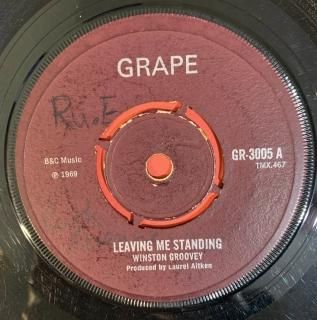 GRAPE
R.u.E
B&C Music
℗ 1969
GR-3005 A
TMX.467
LEAVING ME STANDING
WINSTON GROOVEY
Produced by Laurel Aitken